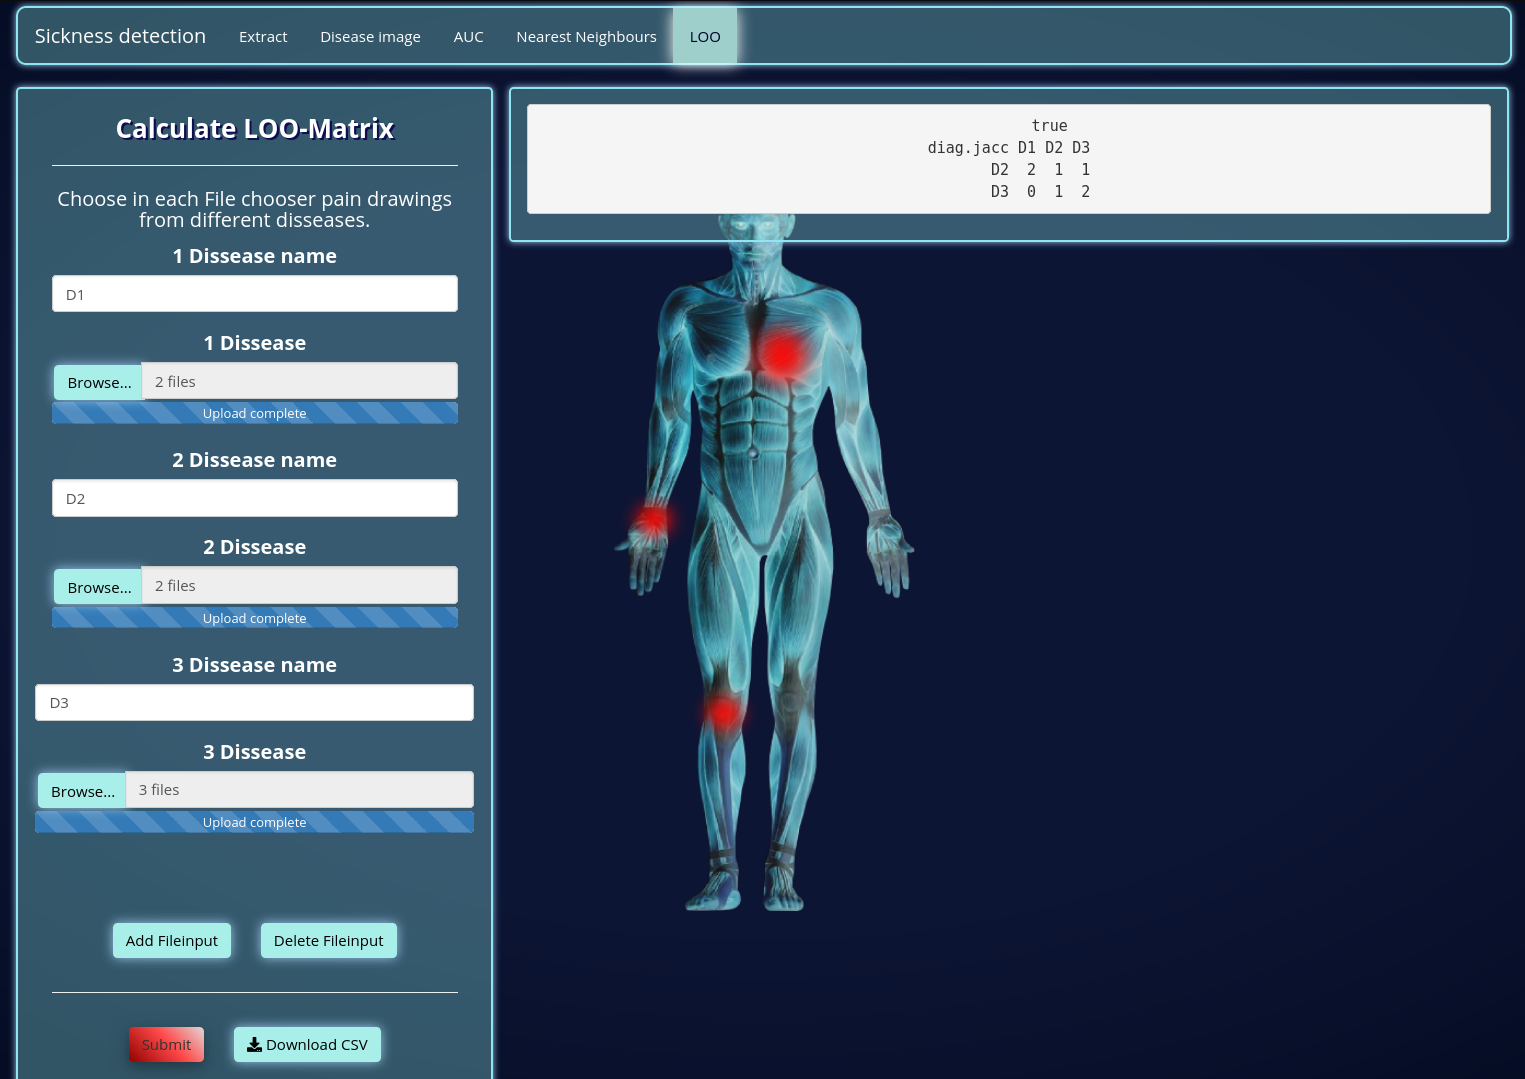 Sickness detection Extract Disease image AUC Nearest Neighbours LOO
Calculate LOO-Matrix
Choose in each File chooser pain drawings
from different diseases.
1 Dissease name
D1
1 Dissease
Browse... 2 files
Upload complete
2 Dissease name
D2
2 Dissease
Browse... 2 files
Upload complete
3 Dissease name
D3
3 Dissease
Browse... 3 files
Upload complete
Add Fileinput Delete Fileinput
Submit Download CSV
true
diag.jacc D1 D2 D3
D2 2 1 1
D3 0 1 2